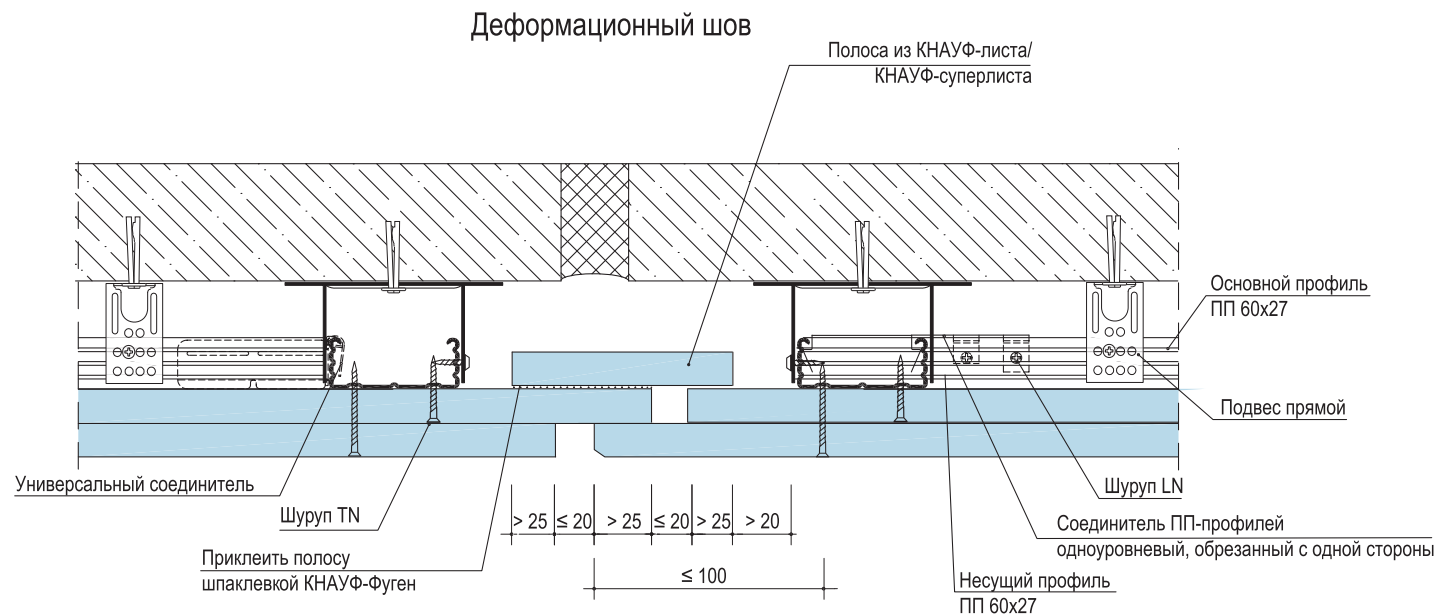 Деформационный шов
Полоса из КНАУФ-листа/
КНАУФ-суперлиста
Основной профиль
ПП 60х27
Подвес прямой
Универсальный соединитель
Шуруп LN
Шуруп TN
> 25 ≤ 20 > 25 ≤ 20 > 25 > 20
Соединитель ПП-профилей
одноуровневый, обрезанный с одной стороны
Приклеить полосу
шпаклевкой КНАУФ-Фуген
≤ 100
Несущий профиль
ПП 60х27